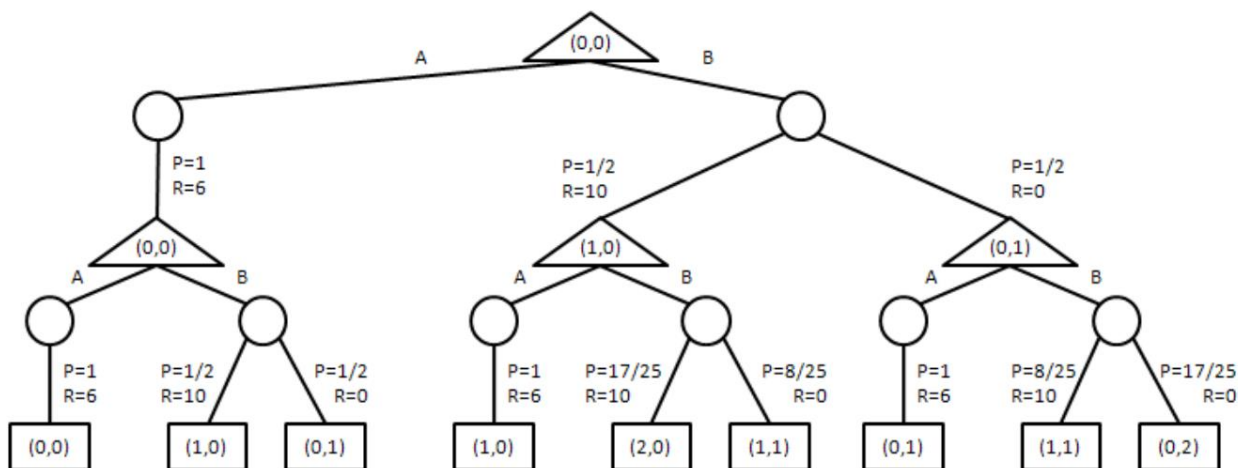 (0,0)
A B
P=1 P=1/2 P=1/2
R=6 R=10 R=0
(0,0) (1,0) (0,1)
A B A B A B
P=1 P=1/2 P=1/2 P=1 P=17/25 P=8/25 P=1 P=8/25 P=17/25
R=6 R=10 R=0 R=6 R=10 R=0 R=6 R=10 R=0
(0,0) (1,0) (0,1) (1,0) (2,0) (1,1) (0,1) (1,1) (0,2)